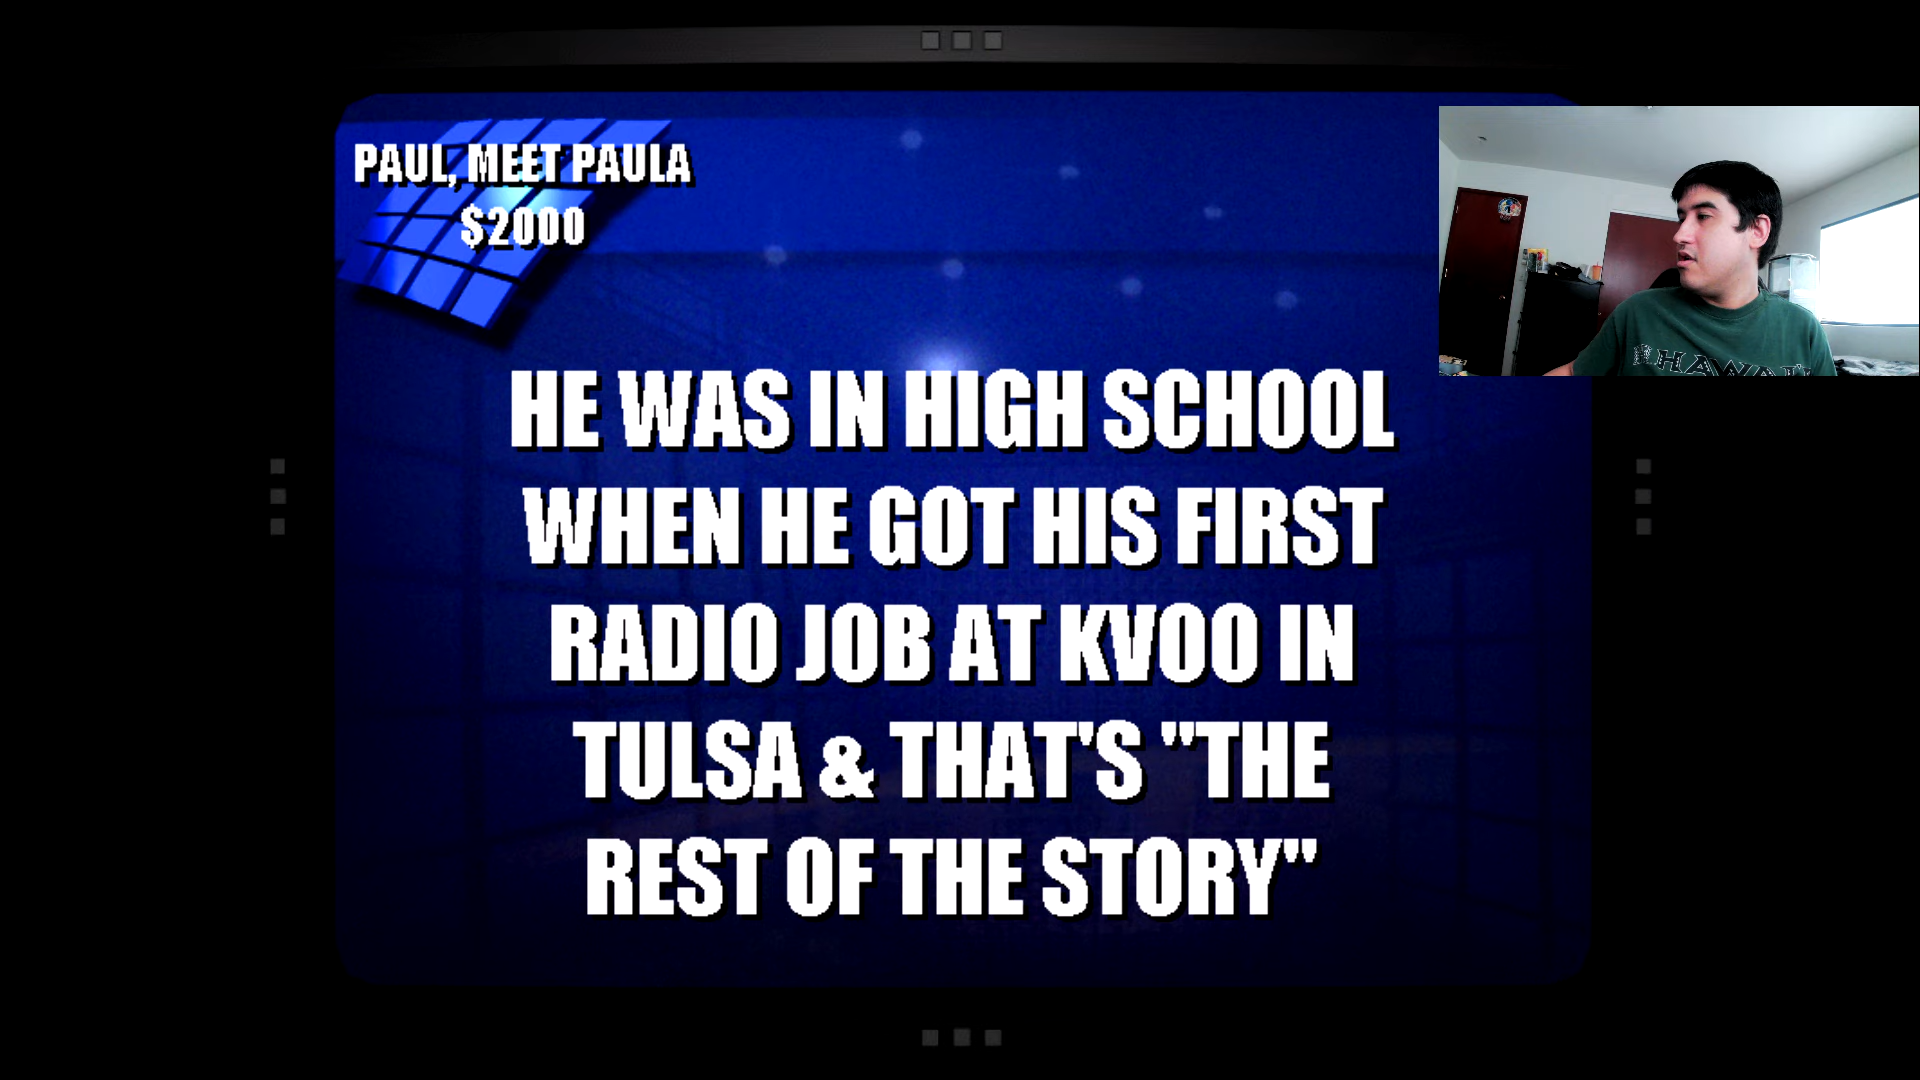 PAUL, MEET PAULA
$2000
HE WAS IN HIGH SCHOOL
WHEN HE GOT HIS FIRST
RADIO JOB AT KVOO IN
TULSA & THAT'S "THE
REST OF THE STORY"
HAWAI'I